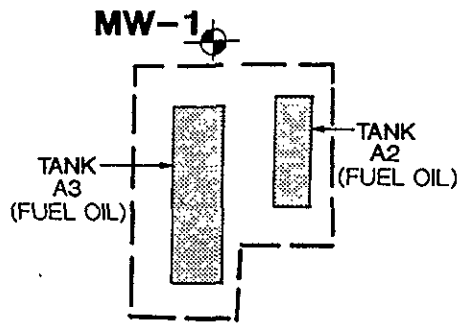 MW-1
TANK
A2
(FUEL OIL)
TANK
A3
(FUEL OIL)